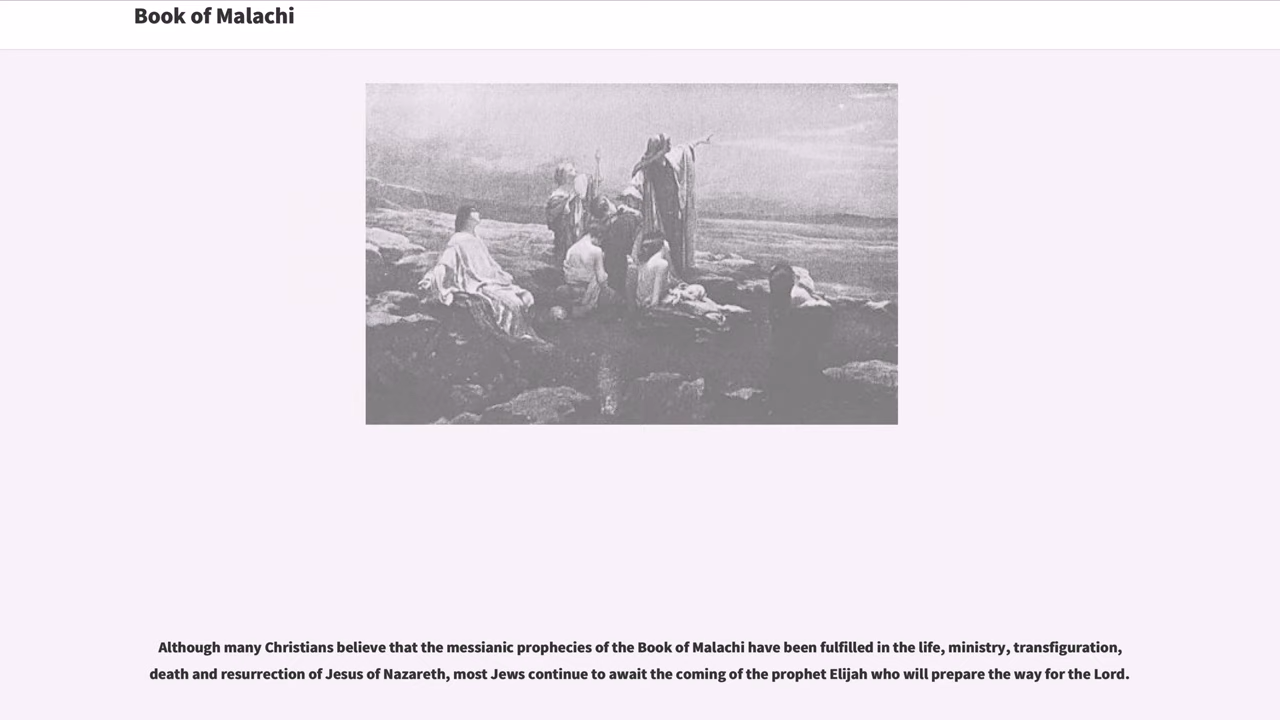 Book of Malachi
Although many Christians believe that the messianic prophecies of the Book of Malachi have been fulfilled in the life, ministry, transfiguration,
death and resurrection of Jesus of Nazareth, most Jews continue to await the coming of the prophet Elijah who will prepare the way for the Lord.